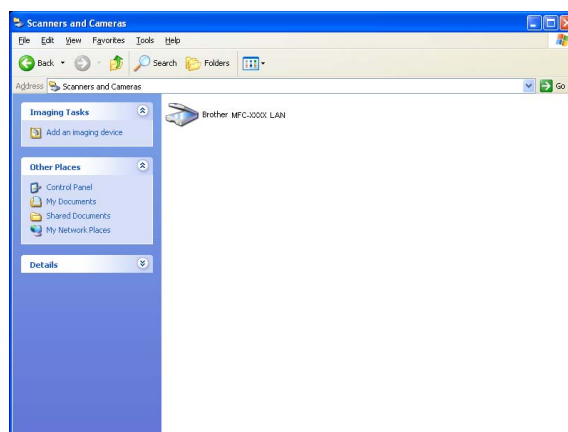 Scanners and Cameras
File Edit View Favorites Tools Help
Back Search Folders
Address Scanners and Cameras Go
Imaging Tasks
Add an imaging device
Other Places
Control Panel
My Documents
Shared Documents
My Network Places
Details
Brother MFC-XXXX LAN